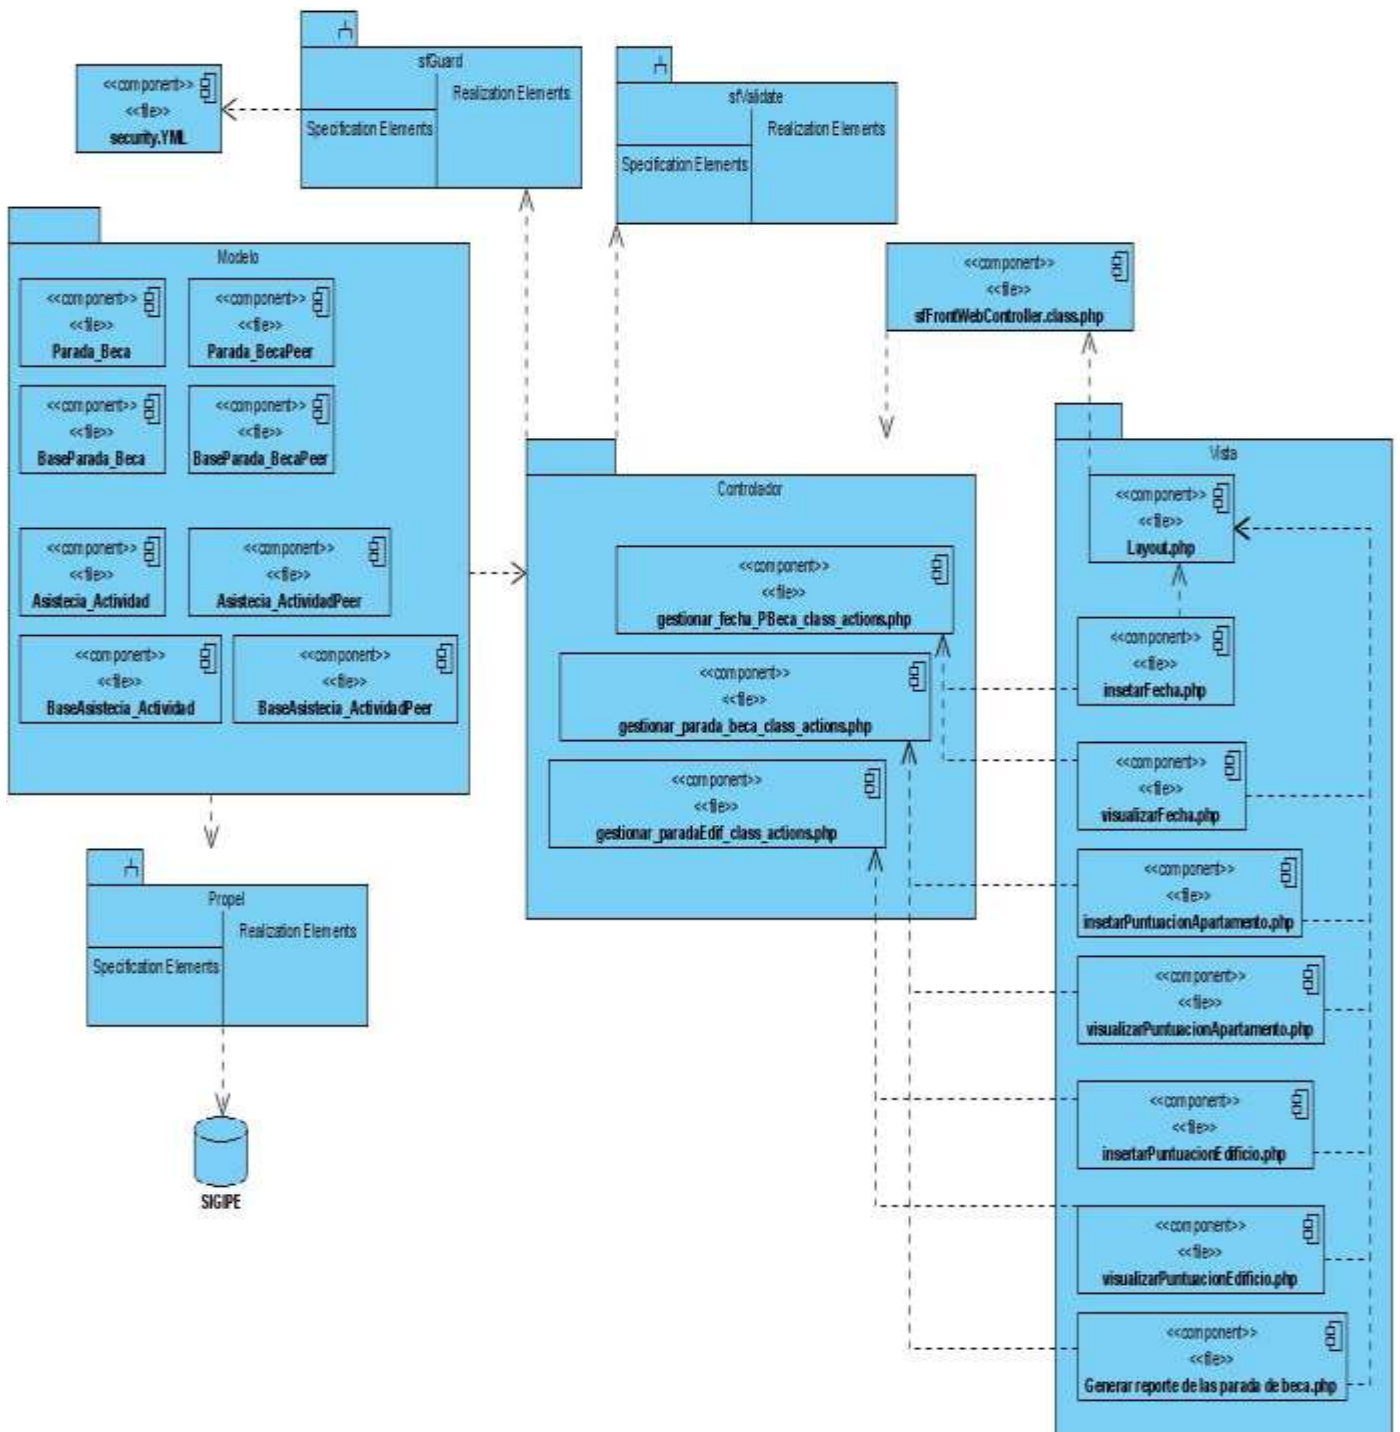 sfGuard
Realization Elements
Specification Elements
<<component>>
<<file>>
security.YML
sfValidate
Realization Elements
Specification Elements
Modelo
<<component>>
<<file>>
Parada_Beca
<<component>>
<<file>>
Parada_BecaPeer
<<component>>
<<file>>
BaseParada_Beca
<<component>>
<<file>>
BaseParada_BecaPeer
<<component>>
<<file>>
Asistecia_Actividad
<<component>>
<<file>>
Asistecia_ActividadPeer
<<component>>
<<file>>
BaseAsistecia_Actividad
<<component>>
<<file>>
BaseAsistecia_ActividadPeer
<<component>>
<<file>>
sfFrontWebController.class.php
Controlador
<<component>>
<<file>>
gestionar_fecha_PBeca_class_actions.php
<<component>>
<<file>>
gestionar_parada_beca_class_actions.php
<<component>>
<<file>>
gestionar_paradaEdif_class_actions.php
Vista
<<component>>
<<file>>
Layout.php
<<component>>
<<file>>
insetarFecha.php
<<component>>
<<file>>
visualizarFecha.php
<<component>>
<<file>>
insetarPuntuacionApartamento.php
<<component>>
<<file>>
visualizarPuntuacionApartamento.php
<<component>>
<<file>>
insertarPuntuacionEdificio.php
<<component>>
<<file>>
visualizarPuntuacionEdificio.php
<<component>>
<<file>>
Generar reporte de las parada de beca.php
Propel
Realization Elements
Specification Elements
SIGIPE